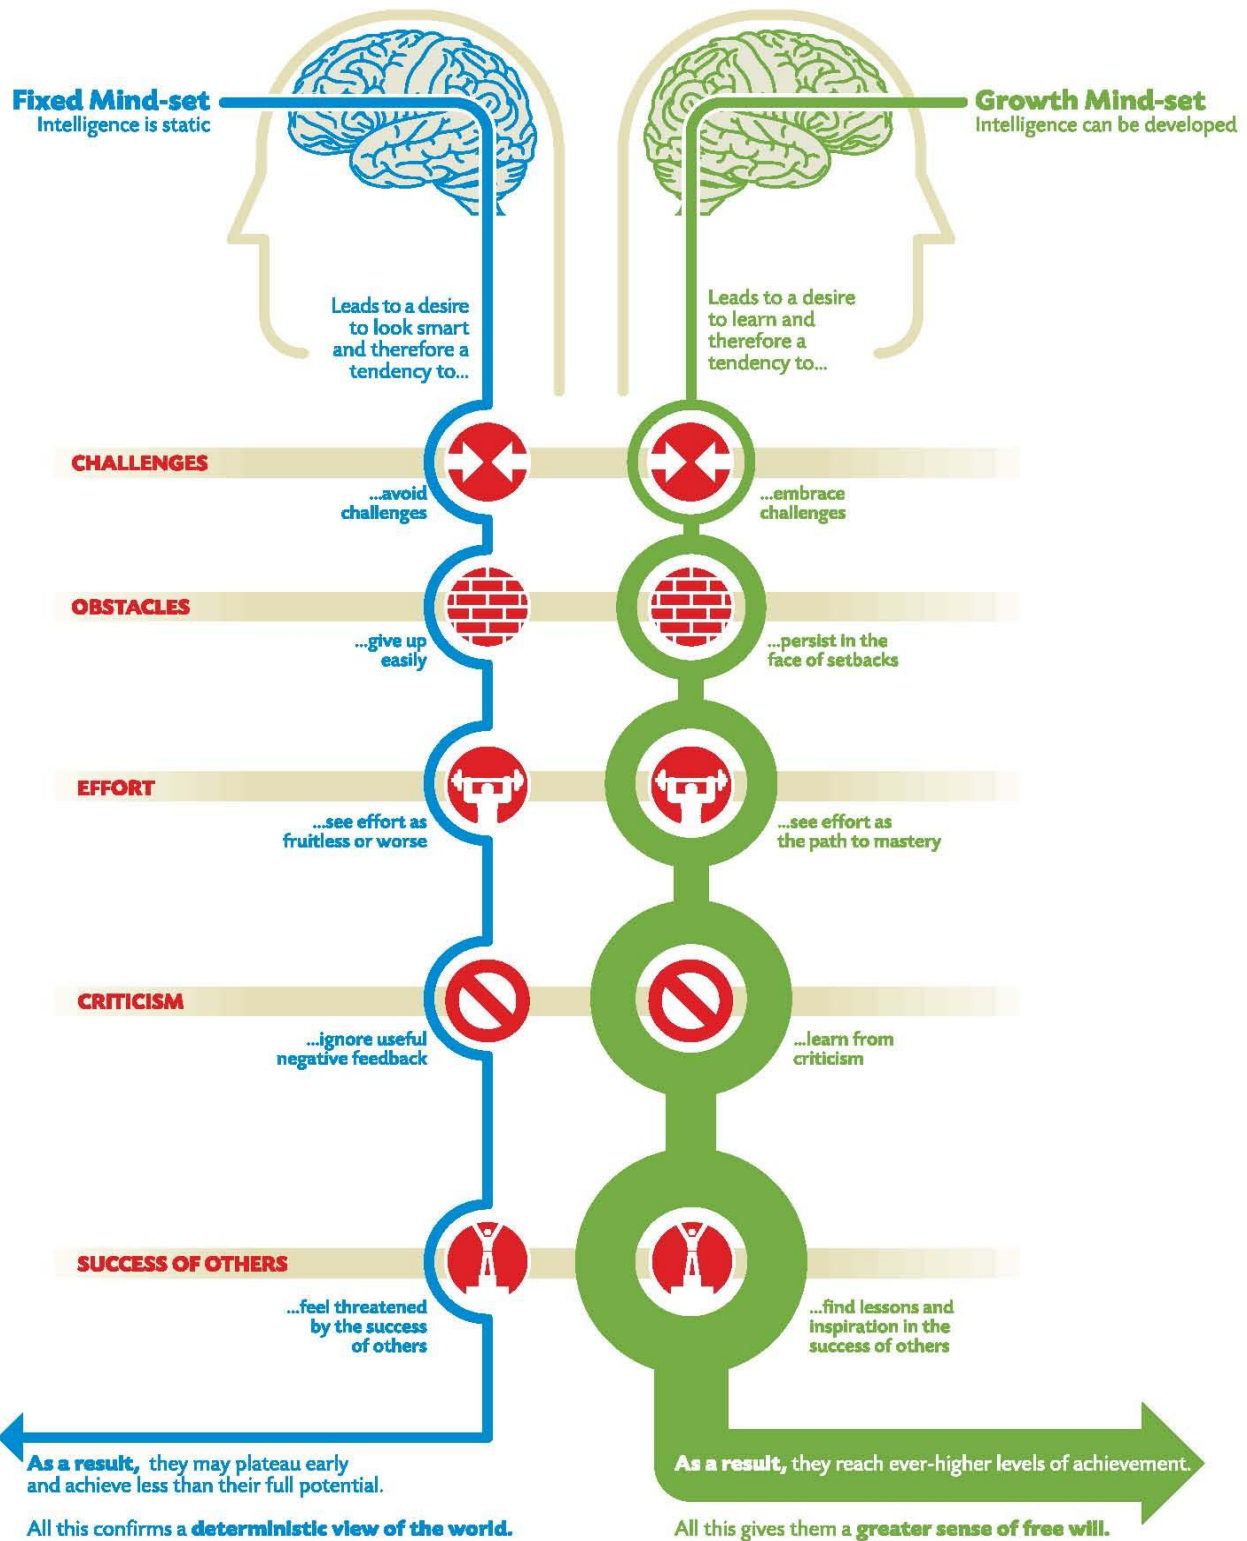 Fixed Mind-set
Intelligence is static
Growth Mind-set
Intelligence can be developed
Leads to a desire
to look smart
and therefore a
tendency to...
Leads to a desire
to learn and
therefore a
tendency to...
CHALLENGES
...avoid
challenges
...embrace
challenges
OBSTACLES
...give up
easily
...persist in the
face of setbacks
EFFORT
...see effort as
fruitless or worse
...see effort as
the path to mastery
CRITICISM
...ignore useful
negative feedback
...learn from
criticism
SUCCESS OF OTHERS
...feel threatened
by the success
of others
...find lessons and
inspiration in the
success of others
As a result, they may plateau early
and achieve less than their full potential.
All this confirms a deterministic view of the world.
As a result, they reach ever-higher levels of achievement.
All this gives them a greater sense of free will.